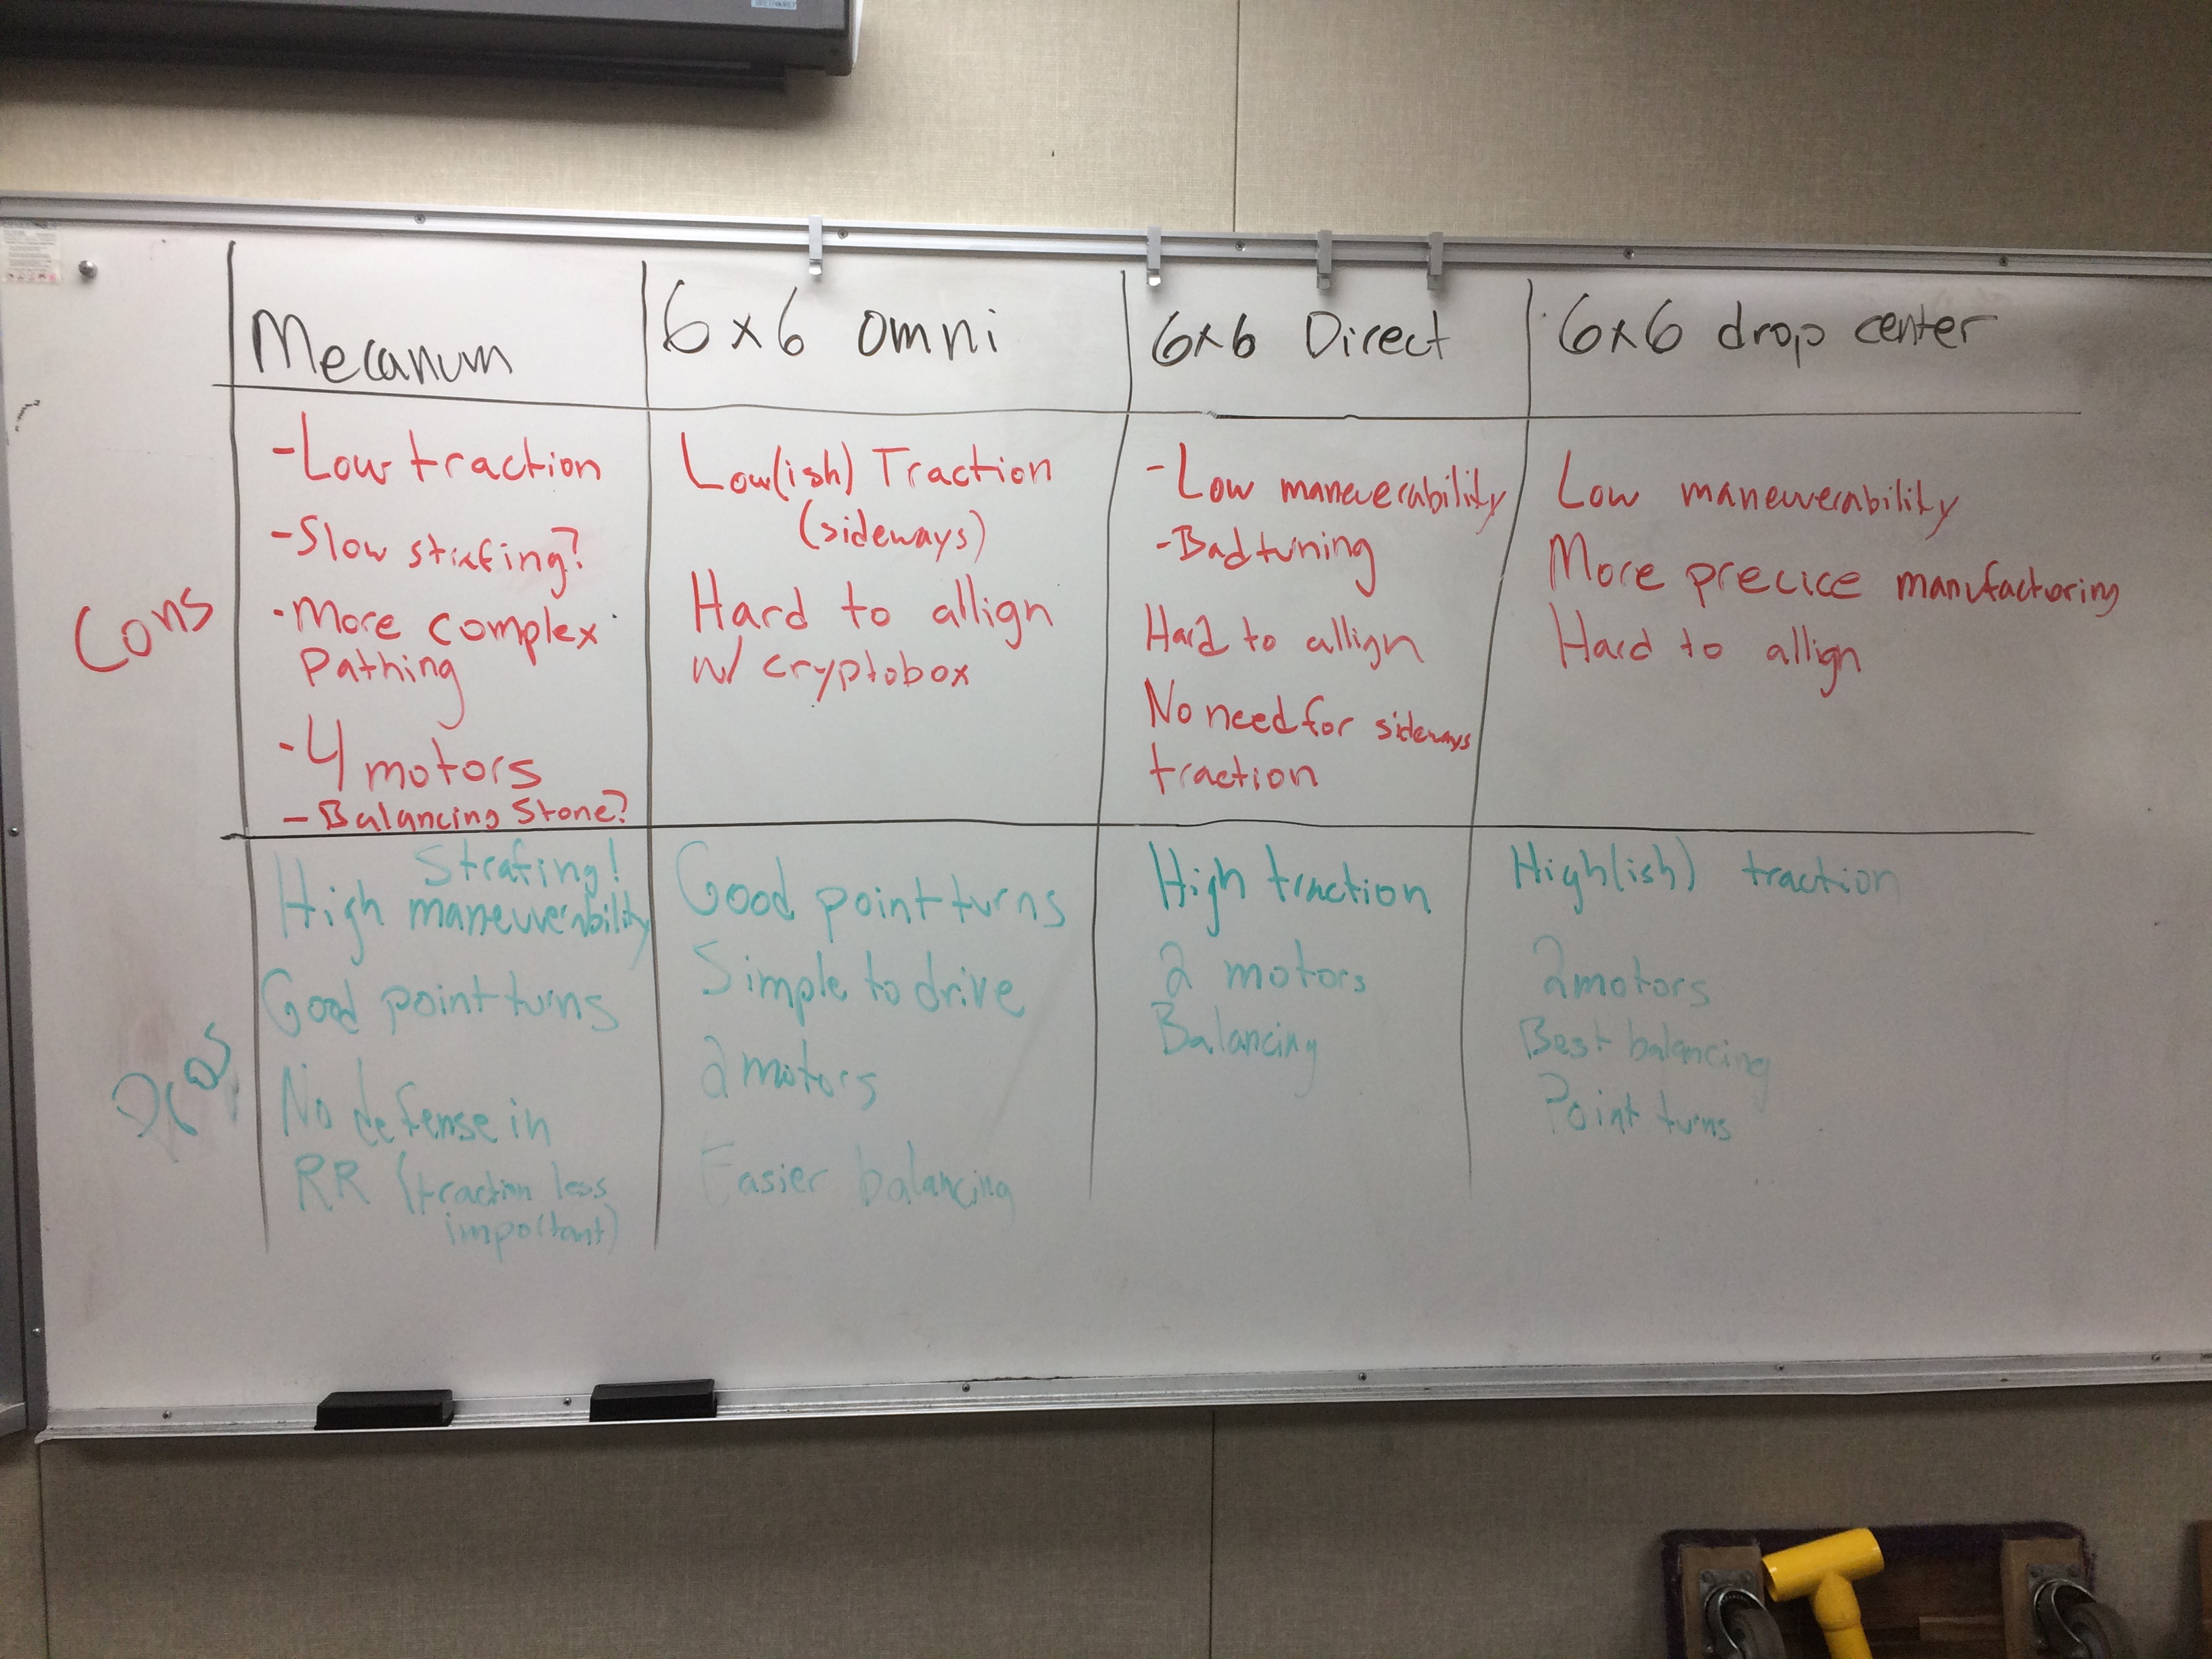 Mecanum
6x6 omni
6x6 Direct
6x6 drop center
Cons
-Low traction
-Slow strafing?
-More complex
Pathing
-4 motors
-Balancing Stone?
Low(ish) Traction
(sideways)
Hard to allign
w/ cryptobox
-Low maneuverability
-Bad tuning
Hard to allign
No need for sideways
traction
Low maneuverability
More precice manufactoring
Hard to allign
Pros
Strafing!
High maneuverability
Good point turns
No defense in
RR (traction less
important)
Good point turns
Simple to drive
2 motors
Easier balancing
High traction
2 motors
Balancing
High(ish) traction
2 motors
Best balancing
Point turns